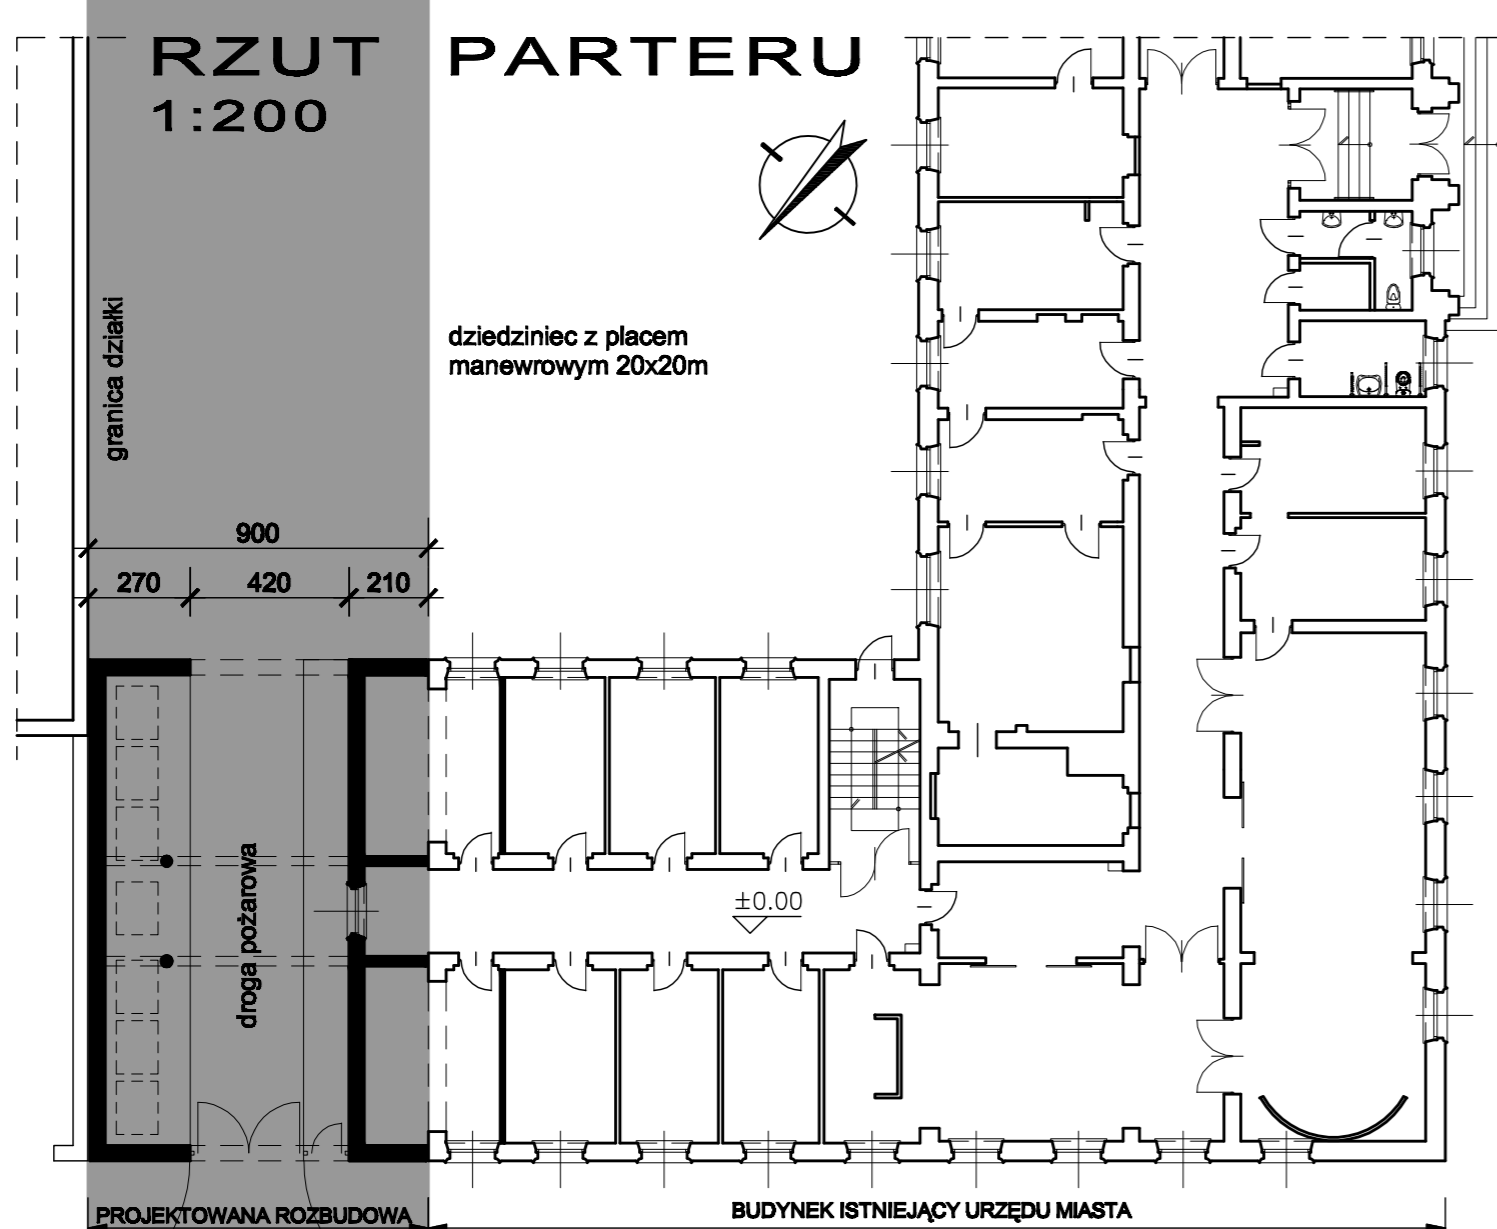 RZUT PARTERU
1:200
granica działki
dziedziniec z placem
manewrowym 20x20m
900
270 420 210
droga pożarowa
±0.00
PROJEKTOWANA ROZBUDOWA
BUDYNEK ISTNIEJĄCY URZĘDU MIASTA